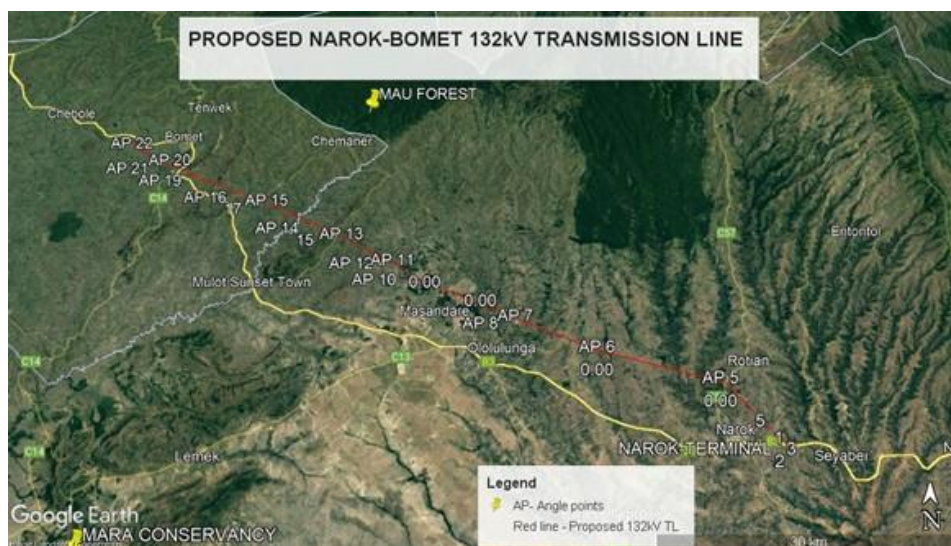 PROPOSED NAROK-BOMET 132kV TRANSMISSION LINE
MAU FOREST
Chebole
Tenwek
AP 22
Bomet
Chemaner
AP 20
AP 21
AP 19
C14
AP 16
AP 15
17
AP 14
AP 13
15
C57
Entontol
AP 12
AP 11
AP 10
0.00
Mulot Sunset Town
0.00
Masandare
AP 7
AP 8
Ololulunga
AP 6
0.00
C14
C13
Rotian
AP 5
0.00
5
Narok
1
NAROK TERMINAL
3
2
Seyabei
N
C14
Lemek
Legend
AP- Angle points
Red line - Proposed 132kV TL
Google Earth
MARA CONSERVANCY
30 km
N